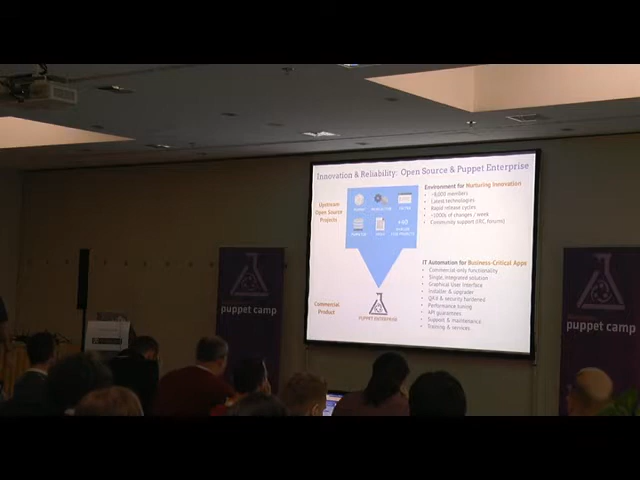 Innovation & Reliability: Open Source & Puppet Enterprise
Upstream
Open Source
Projects
Environment for Nurturing Innovation
~8,000 members
Latest technologies
Rapid release cycles
~1000s of changes / week
Community support (IRC, forums)
Commercial
Product
PUPPET ENTERPRISE
IT Automation for Business-Critical Apps
Commercial only functionality
Single, integrated solution
Graphical User Interface
Installer & upgrader
Q&A & security hardened
Performance tuning
API guarantees
Support & maintenance
Training & services
puppet camp
puppet camp